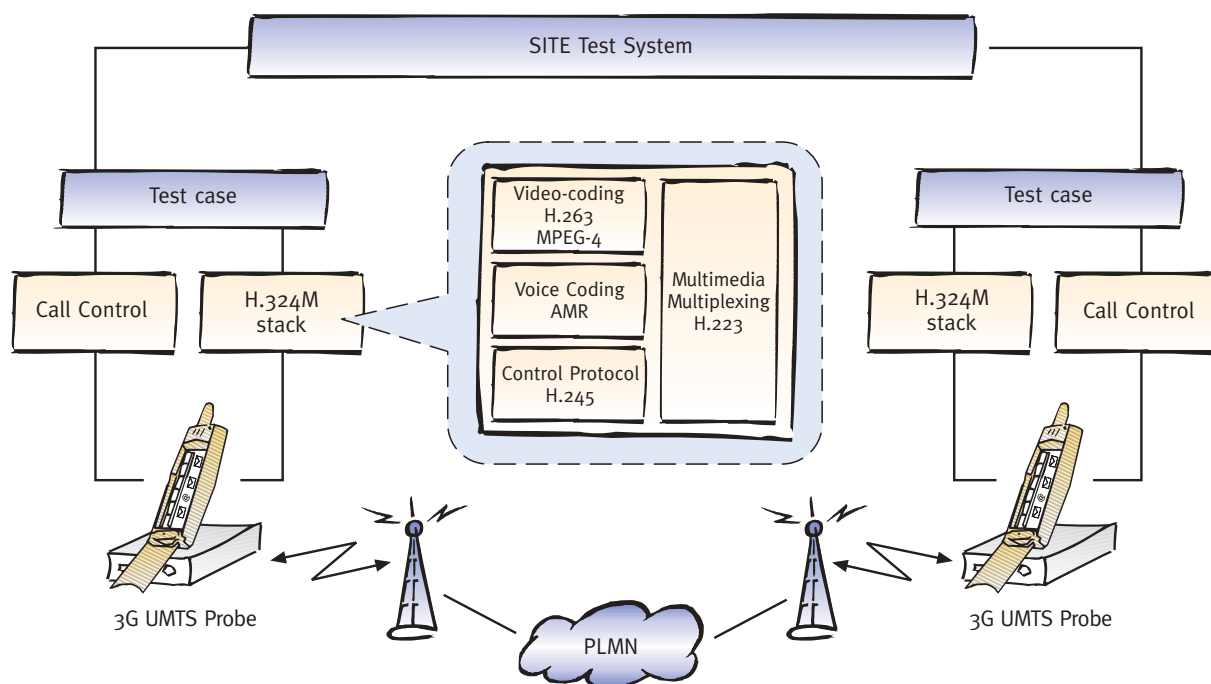 SITE Test System
Test case
Test case
Call Control
H.324M
stack
Video-coding
H.263
MPEG-4
Voice Coding
AMR
Control Protocol
H.245
Multimedia
Multiplexing
H.223
H.324M
stack
Call Control
3G UMTS Probe
PLMN
3G UMTS Probe